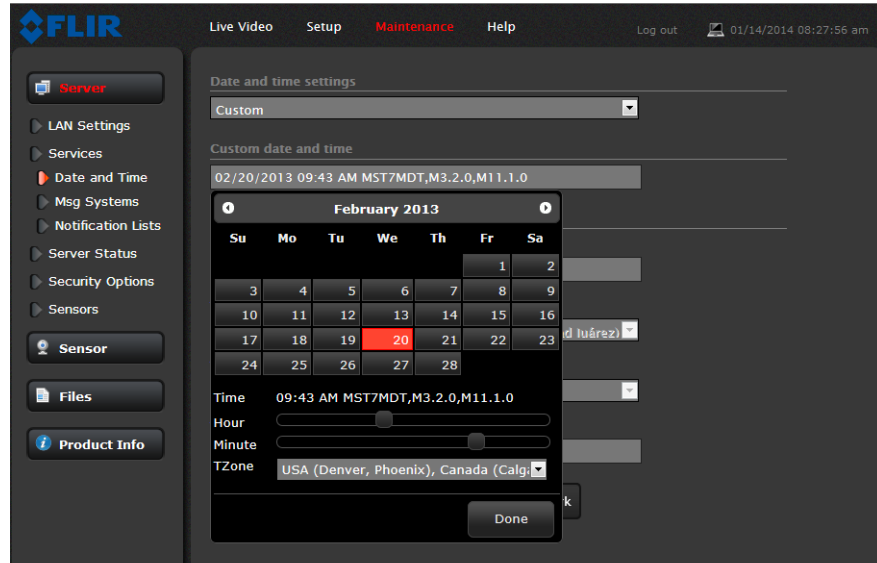 FLIR
Live Video Setup Maintenance Help
Log out 01/14/2014 08:27:56 am
Server
LAN Settings
Services
Date and Time
Msg Systems
Notification Lists
Server Status
Security Options
Sensors
Sensor
Files
Product Info
Date and time settings
Custom
Custom date and time
02/20/2013 09:43 AM MST7MDT,M3.2.0,M11.1.0
February 2013
Su Mo Tu We Th Fr Sa
1 2
3 4 5 6 7 8 9
10 11 12 13 14 15 16
17 18 19 20 21 22 23
24 25 26 27 28
Time 09:43 AM MST7MDT,M3.2.0,M11.1.0
Hour
Minute
TZone USA (Denver, Phoenix), Canada (Calga
Done